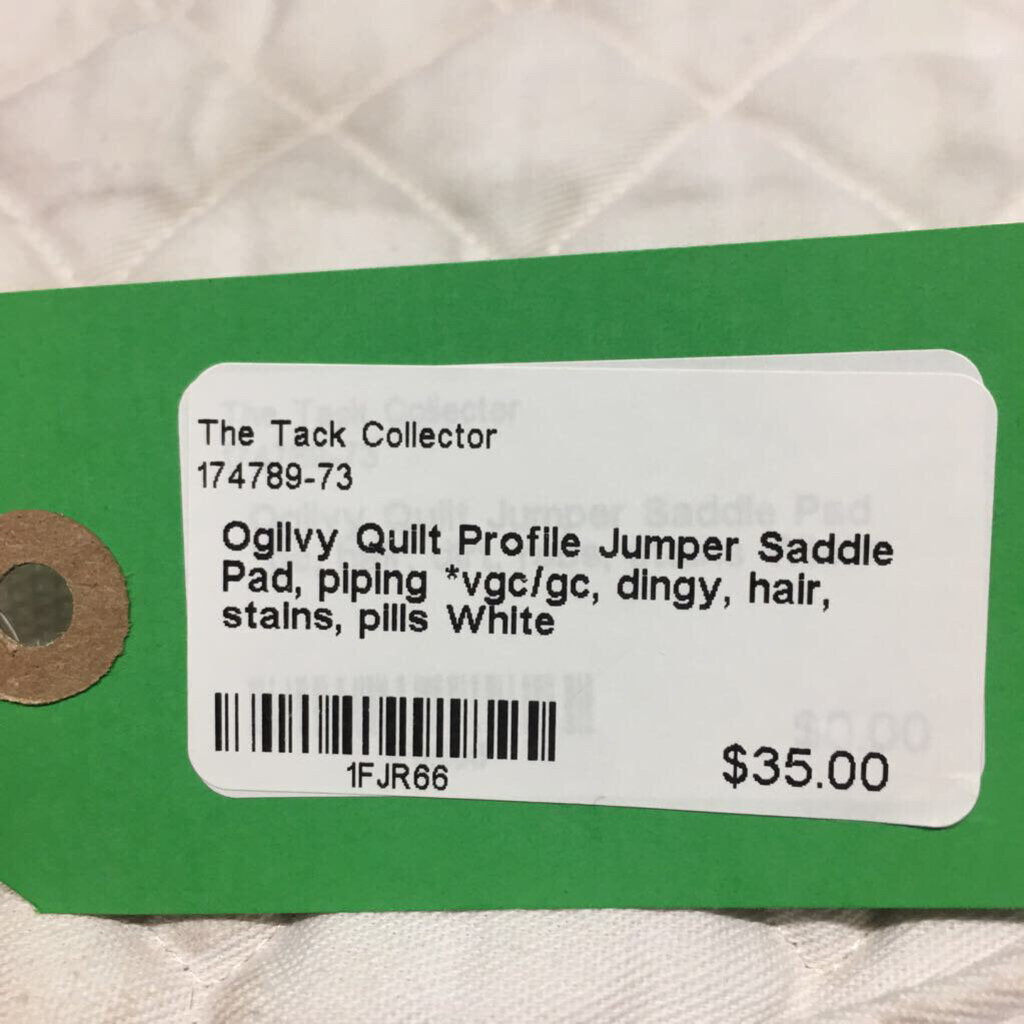 The Tack Collector
174789-73
Ogilvy Quilt Profile Jumper Saddle
Pad, piping *vgc/gc, dingy, hair,
stains, pills White
1FJR66
$35.00